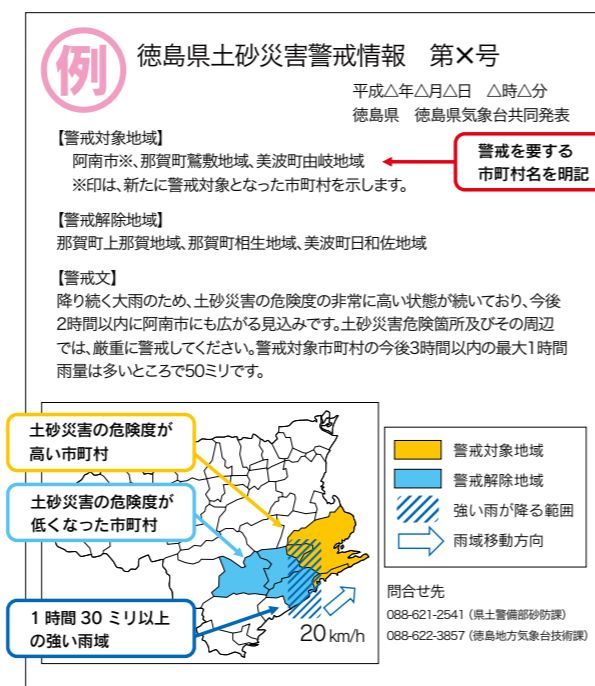 例
徳島県土砂災害警戒情報 第×号
平成△年△月△日 △時△分
徳島県 徳島県気象台共同発表
【警戒対象地域】
阿南市※、那賀町鷲敷地域、美波町由岐地域
※印は、新たに警戒対象となった市町村を示します。
警戒を要する
市町村名を明記
【警戒解除地域】
那賀町上那賀地域、那賀町相生地域、美波町日和佐地域
【警戒文】
降り続く大雨のため、土砂災害の危険度の非常に高い状態が続いており、今後
2時間以内に阿南市にも広がる見込みです。土砂災害危険箇所及びその周辺
では、厳重に警戒してください。警戒対象市町村の今後3時間以内の最大1時間
雨量は多いところで50ミリです。
土砂災害の危険度が
高い市町村
土砂災害の危険度が
低くなった市町村
1時間30ミリ以上
の強い雨域
20km/h
警戒対象地域
警戒解除地域
強い雨が降る範囲
雨域移動方向
問合せ先
088-621-2541（県土警備部砂防課）
088-622-3857（徳島地方気象台技術課）